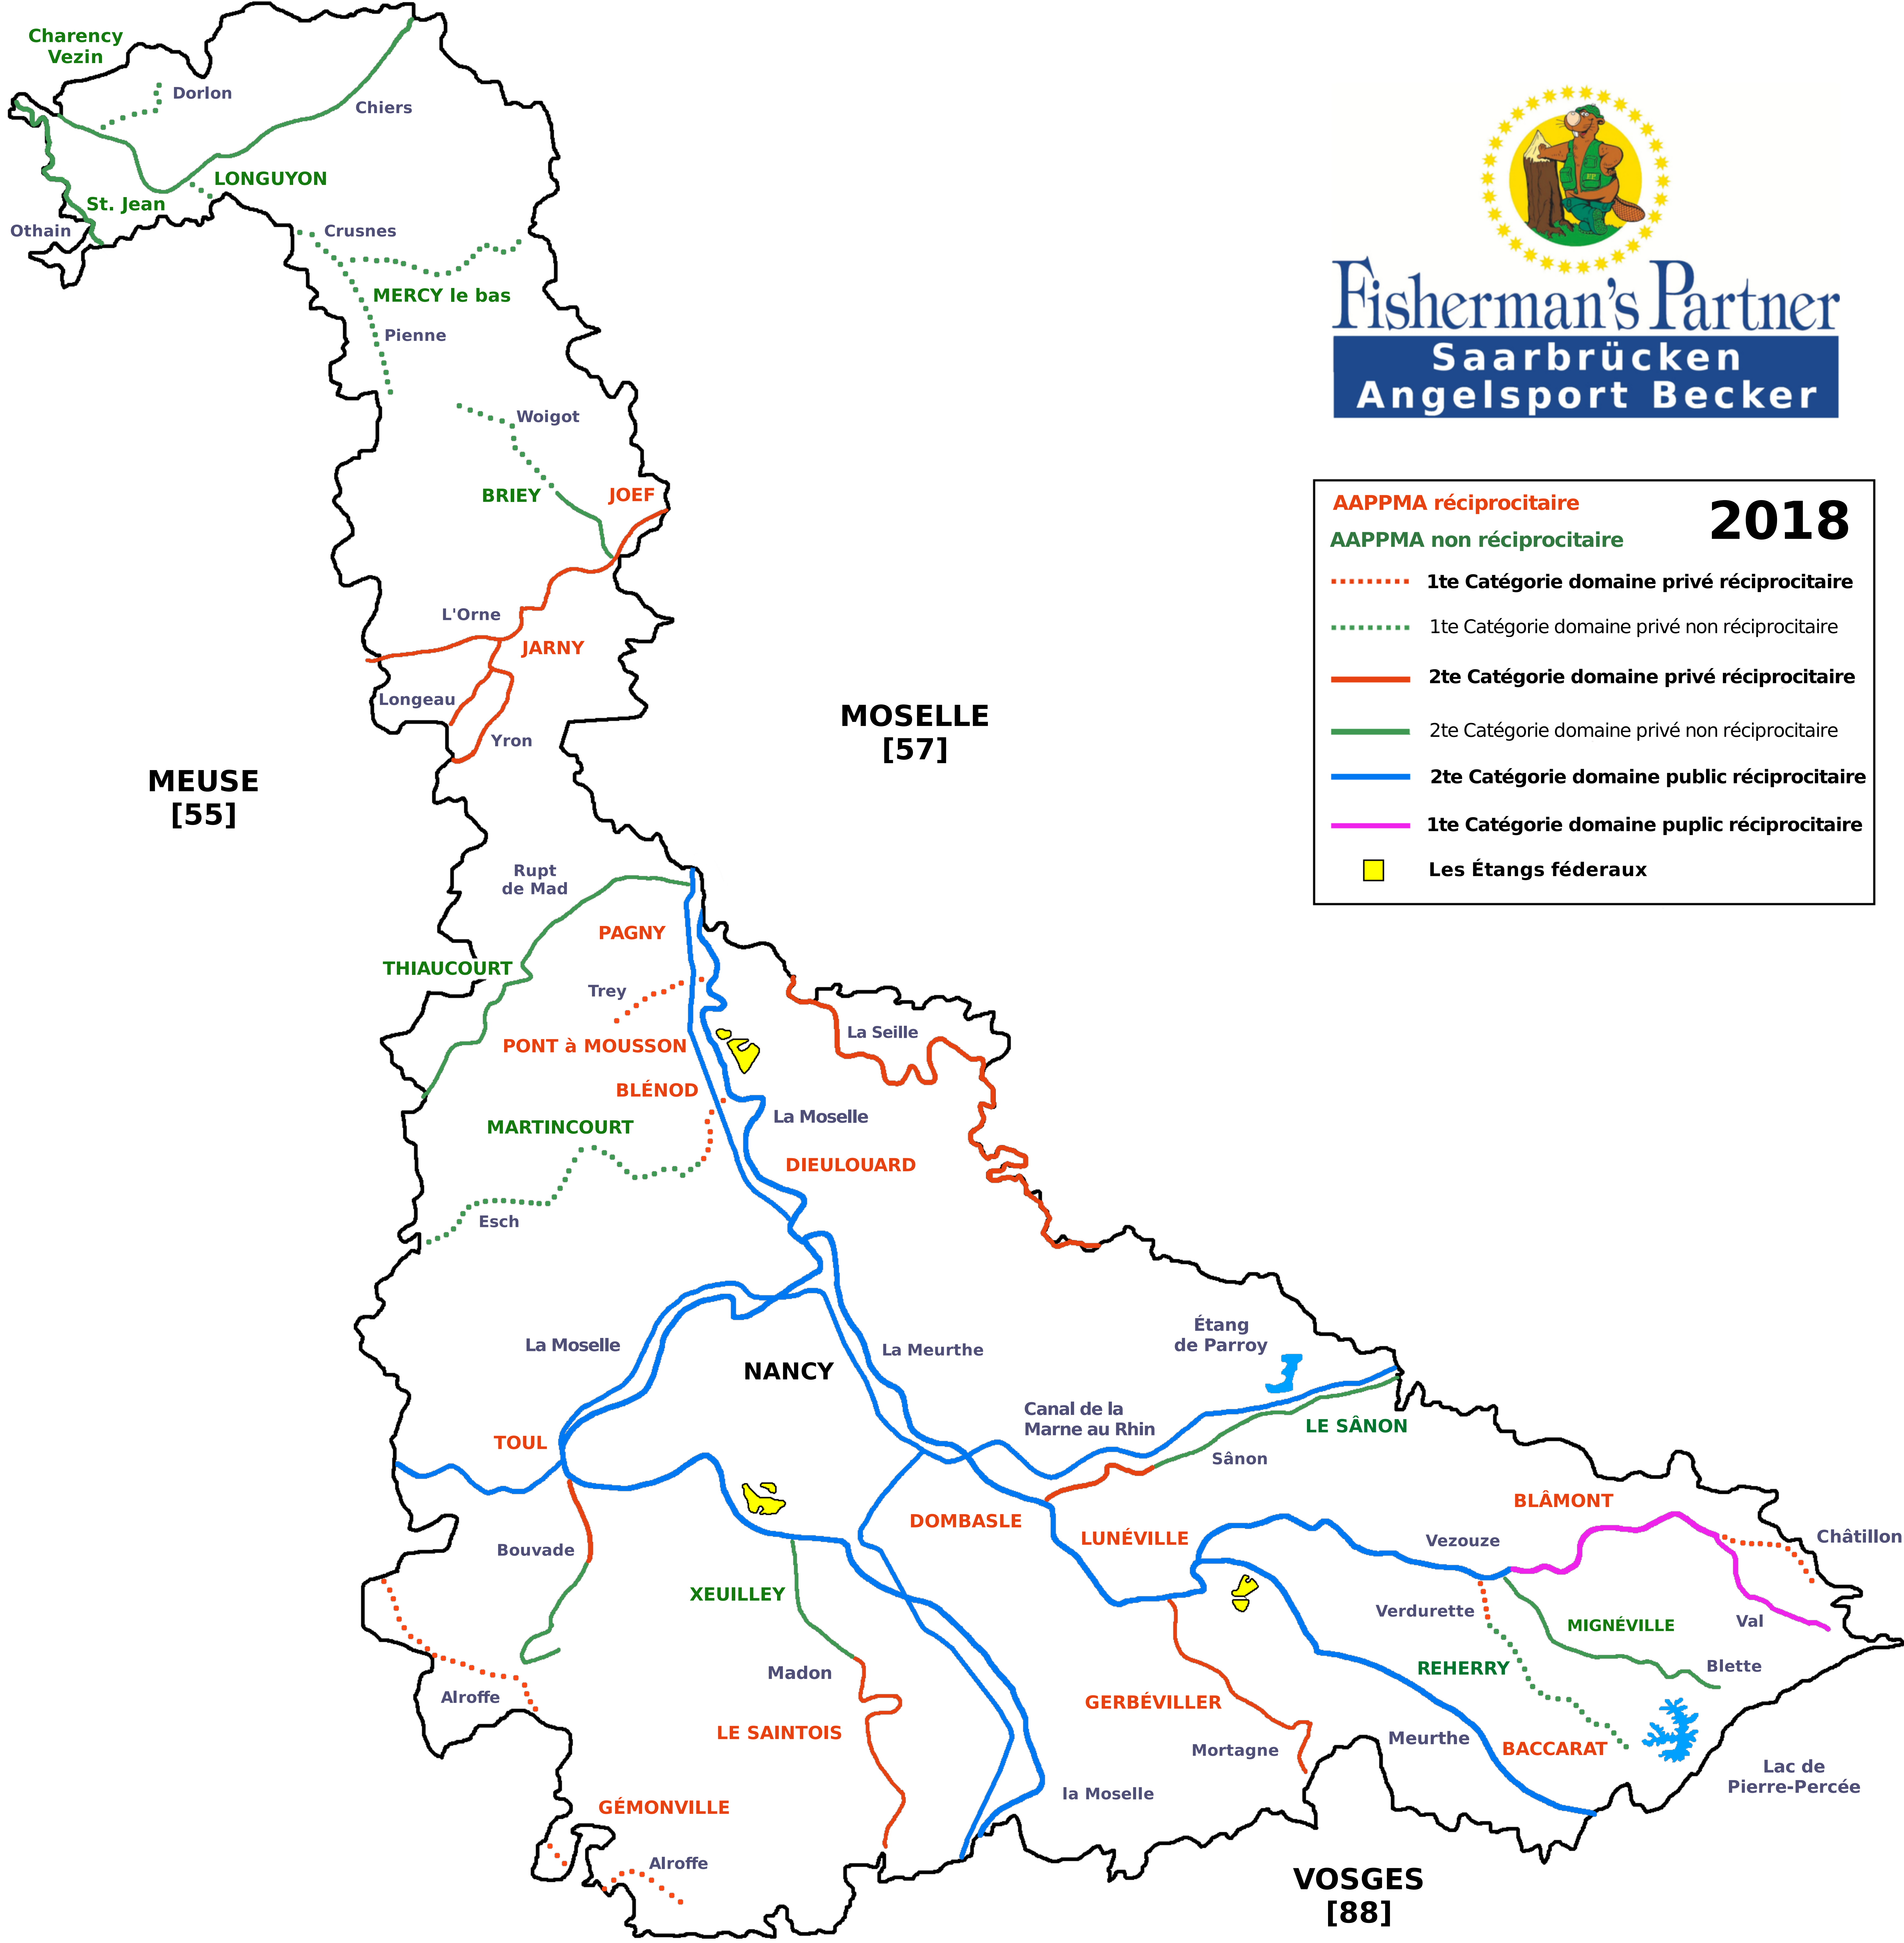 Charency
Vezin
Dorlon
Chiers
LONGUYON
St. Jean
Othain
Crusnes
MERCY le bas
Pienne
Woigot
BRIEY
JOEF
L'Orne
JARNY
Longeau
Yron
Fisherman's Partner
Saarbrücken
Angelsport Becker
AAPPMA réciprocitaire
2018
AAPPMA non réciprocitaire
1te Catégorie domaine privé réciprocitaire
1te Catégorie domaine privé non réciprocitaire
2te Catégorie domaine privé réciprocitaire
2te Catégorie domaine privé non réciprocitaire
2te Catégorie domaine public réciprocitaire
1te Catégorie domaine puplic réciprocitaire
Les Étangs féderaux
MOSELLE
[57]
MEUSE
[55]
Rupt
de Mad
PAGNY
THIAUCOURT
Trey
La Seille
PONT à MOUSSON
BLÉNOD
La Moselle
MARTINCOURT
DIEULOUARD
Esch
La Moselle
NANCY
La Meurthe
Étang
de Parroy
Canal de la
Marne au Rhin
LE SÂNON
Sânon
TOUL
DOMBASLE
LUNÉVILLE
BLÂMONT
Vezouze
Châtillon
Bouvade
XEUILLEY
Verdurette
MIGNÉVILLE
Val
REHERRY
Blette
Madon
Alroffe
GERBÉVILLER
LE SAINTOIS
Mortagne
Meurthe
BACCARAT
Lac de
Pierre-Percée
la Moselle
GÉMONVILLE
Alroffe
VOSGES
[88]